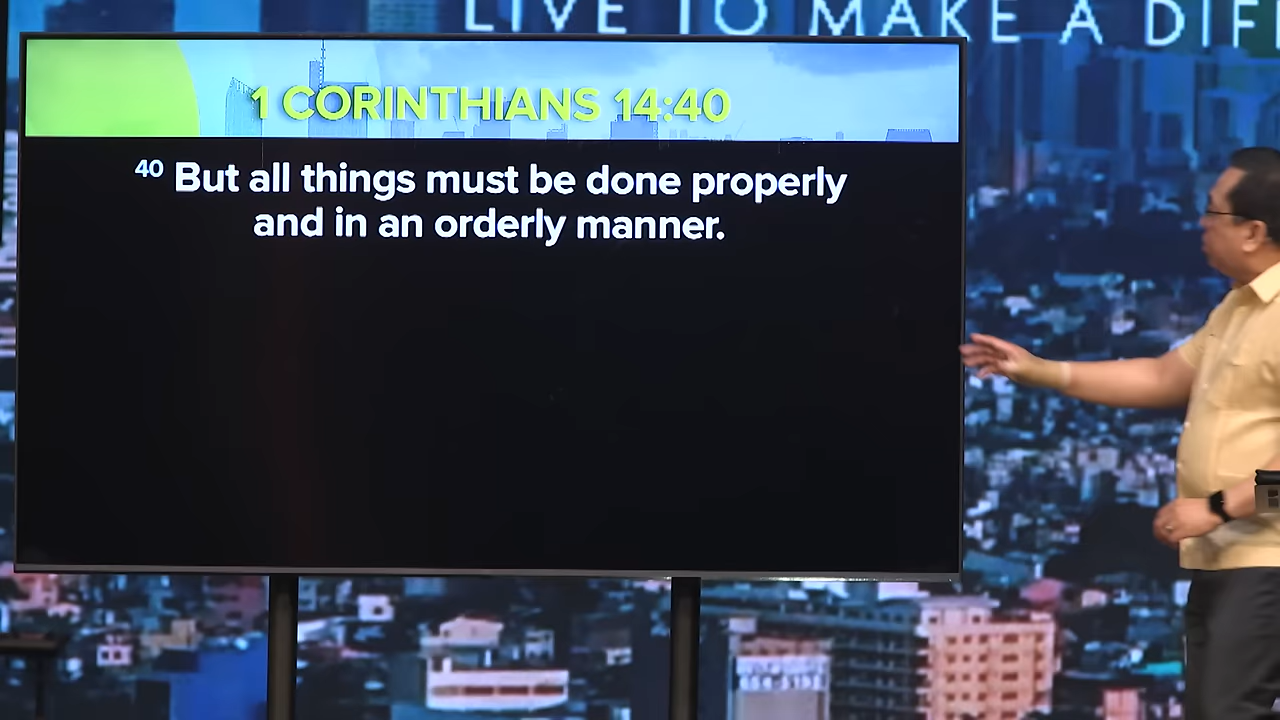 LIVE TO MAKE A DIF
1 CORINTHIANS 14:40
40 But all things must be done properly
and in an orderly manner.